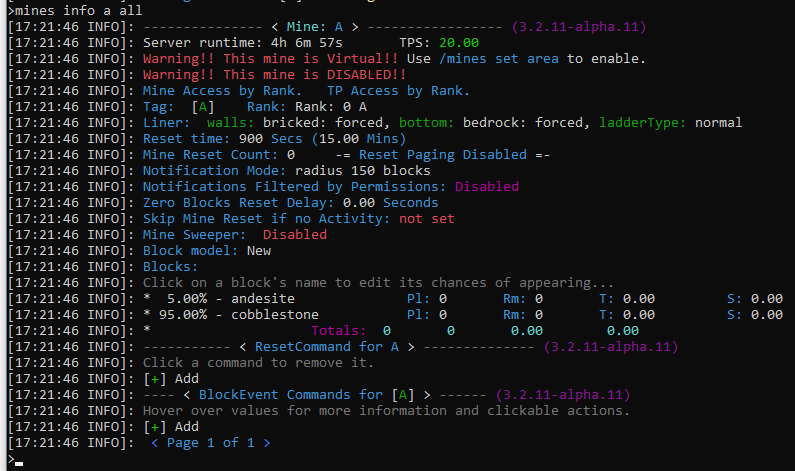 >mines info a all
[17:21:46 INFO]: --------------- < Mine: A > ----------------- (3.2.11-alpha.11)
[17:21:46 INFO]: Server runtime: 4h 6m 57s       TPS: 20.00
[17:21:46 INFO]: Warning!! This mine is Virtual!! Use /mines set area to enable.
[17:21:46 INFO]: Warning!! This mine is DISABLED!!
[17:21:46 INFO]: Mine Access by Rank.   TP Access by Rank.
[17:21:46 INFO]: Tag:  [A]    Rank: Rank: 0 A
[17:21:46 INFO]: Liner:  walls: bricked: forced, bottom: bedrock: forced, ladderType: normal
[17:21:46 INFO]: Reset time: 900 Secs (15.00 Mins)
[17:21:46 INFO]: Mine Reset Count: 0     -= Reset Paging Disabled =-
[17:21:46 INFO]: Notification Mode: radius 150 blocks
[17:21:46 INFO]: Notifications Filtered by Permissions: Disabled
[17:21:46 INFO]: Zero Blocks Reset Delay: 0.00 Seconds
[17:21:46 INFO]: Skip Mine Reset if no Activity: not set
[17:21:46 INFO]: Mine Sweeper:  Disabled
[17:21:46 INFO]: Block model: New
[17:21:46 INFO]: Blocks:
[17:21:46 INFO]: Click on a block's name to edit its chances of appearing...
[17:21:46 INFO]: *  5.00% - andesite              Pl: 0       Rm: 0       T: 0.00         S: 0.00
[17:21:46 INFO]: * 95.00% - cobblestone           Pl: 0       Rm: 0       T: 0.00         S: 0.00
[17:21:46 INFO]: *                    Totals:  0       0       0.00        0.00
[17:21:46 INFO]: ----------- < ResetCommand for A > -------------- (3.2.11-alpha.11)
[17:21:46 INFO]: Click a command to remove it.
[17:21:46 INFO]: [+] Add
[17:21:46 INFO]: ---- < BlockEvent Commands for [A] > ------ (3.2.11-alpha.11)
[17:21:46 INFO]: Hover over values for more information and clickable actions.
[17:21:46 INFO]: [+] Add
[17:21:46 INFO]:  < Page 1 of 1 >
>